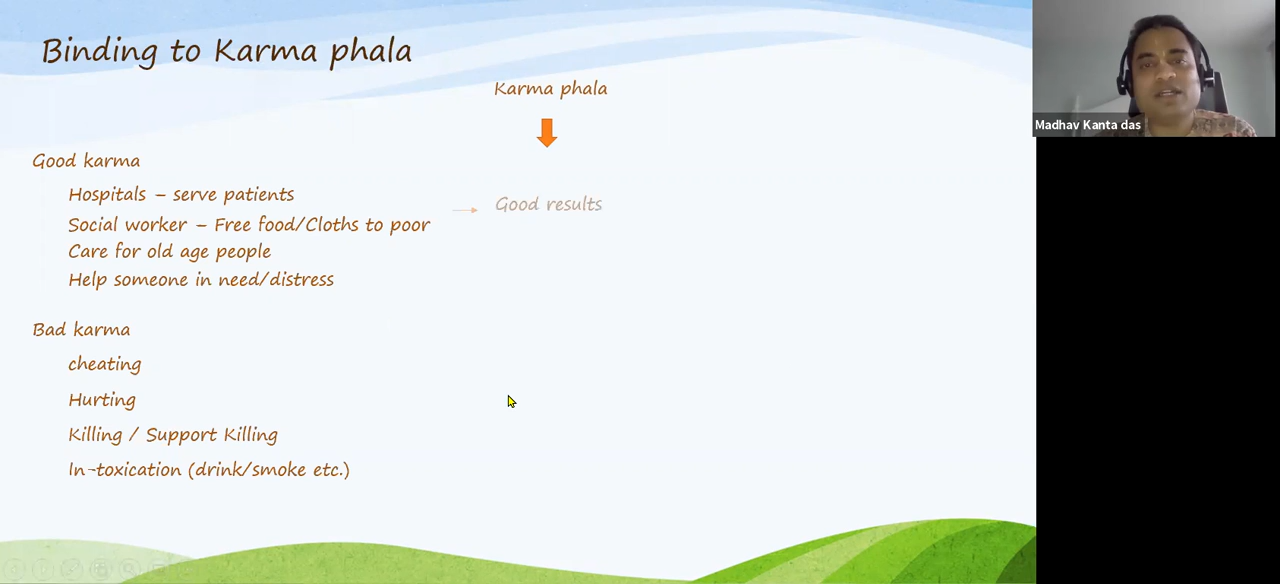 Binding to Karma phala
Karma phala
Good karma
Hospitals – serve patients
Social worker – Free food/Cloths to poor
Care for old age people
Help someone in need/distress
Good results
Bad karma
cheating
Hurting
Killing / Support Killing
In-toxication (drink/smoke etc.)
Madhav Kanta das